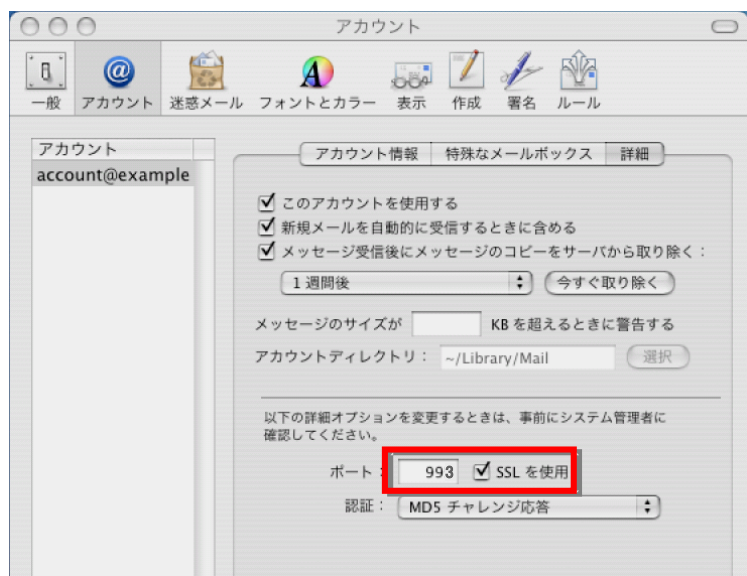 アカウント
一般 アカウント 迷惑メール フォントとカラー 表示 作成 署名 ルール
アカウント
account@example
アカウント情報 特殊なメールボックス 詳細
このアカウントを使用する
新規メールを自動的に受信するときに含める
メッセージ受信後にメッセージのコピーをサーバから取り除く：
1 週間後 今すぐ取り除く
メッセージのサイズが KB を超えるときに警告する
アカウントディレクトリ： ~/Library/Mail 選択
以下の詳細オプションを変更するときは、事前にシステム管理者に
確認してください。
ポート： 993 SSL を使用
認証： MD5 チャレンジ応答